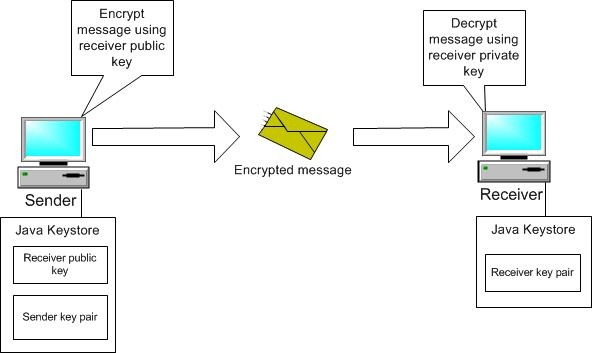 Encrypt
message using
receiver public
key
Decrypt
message using
receiver private
key
Encrypted message
Sender
Receiver
Java Keystore
Receiver public
key
Sender key pair
Java Keystore
Receiver key pair